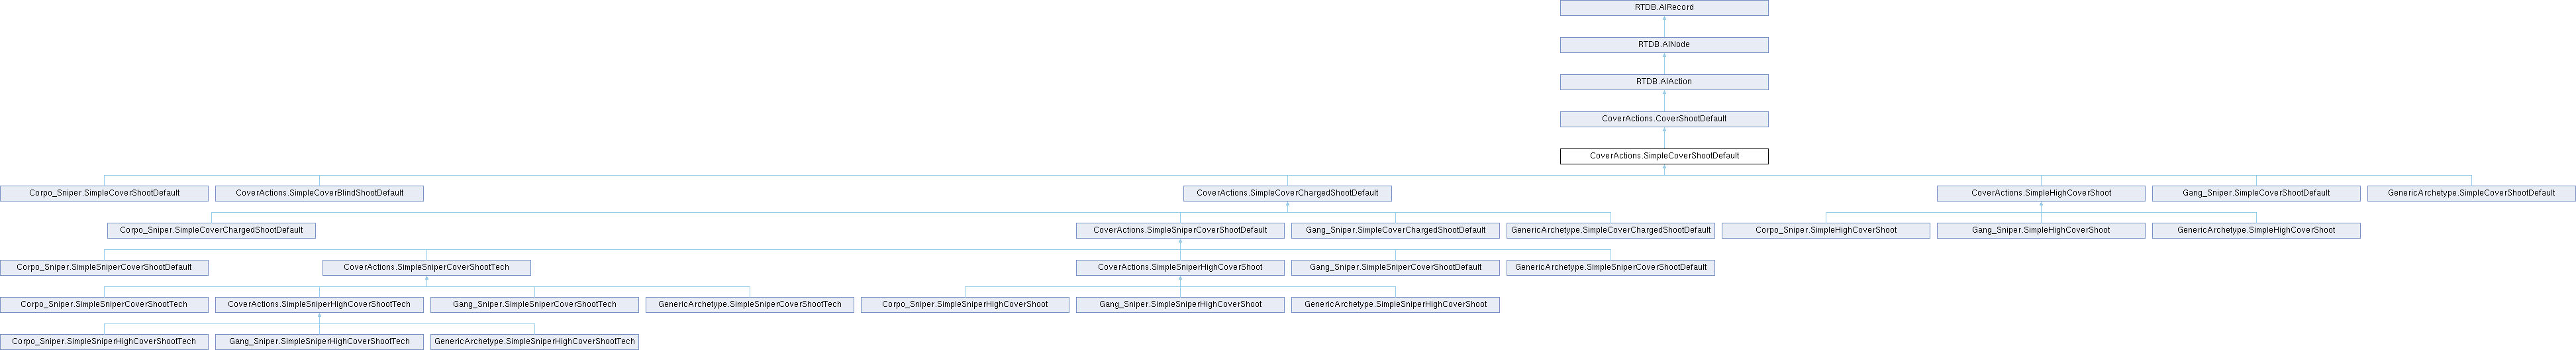 RTDB.AIRecord
RTDB.AINode
RTDB.AIAction
CoverActions.CoverShootDefault
CoverActions.SimpleCoverShootDefault
Corpo_Sniper.SimpleCoverShootDefault
CoverActions.SimpleCoverBlindShootDefault
CoverActions.SimpleCoverChargedShootDefault
CoverActions.SimpleHighCoverShoot
Gang_Sniper.SimpleCoverShootDefault
GenericArchetype.SimpleCoverShootDefault
Corpo_Sniper.SimpleCoverChargedShootDefault
CoverActions.SimpleSniperCoverShootDefault
Gang_Sniper.SimpleCoverChargedShootDefault
GenericArchetype.SimpleCoverChargedShootDefault
Corpo_Sniper.SimpleHighCoverShoot
Gang_Sniper.SimpleHighCoverShoot
GenericArchetype.SimpleHighCoverShoot
Corpo_Sniper.SimpleSniperCoverShootDefault
CoverActions.SimpleSniperCoverShootTech
CoverActions.SimpleSniperHighCoverShoot
Gang_Sniper.SimpleSniperCoverShootDefault
GenericArchetype.SimpleSniperCoverShootDefault
Corpo_Sniper.SimpleSniperCoverShootTech
CoverActions.SimpleSniperHighCoverShootTech
Gang_Sniper.SimpleSniperCoverShootTech
GenericArchetype.SimpleSniperCoverShootTech
Corpo_Sniper.SimpleSniperHighCoverShoot
Gang_Sniper.SimpleSniperHighCoverShoot
GenericArchetype.SimpleSniperHighCoverShoot
Corpo_Sniper.SimpleSniperHighCoverShootTech
Gang_Sniper.SimpleSniperHighCoverShootTech
GenericArchetype.SimpleSniperHighCoverShootTech